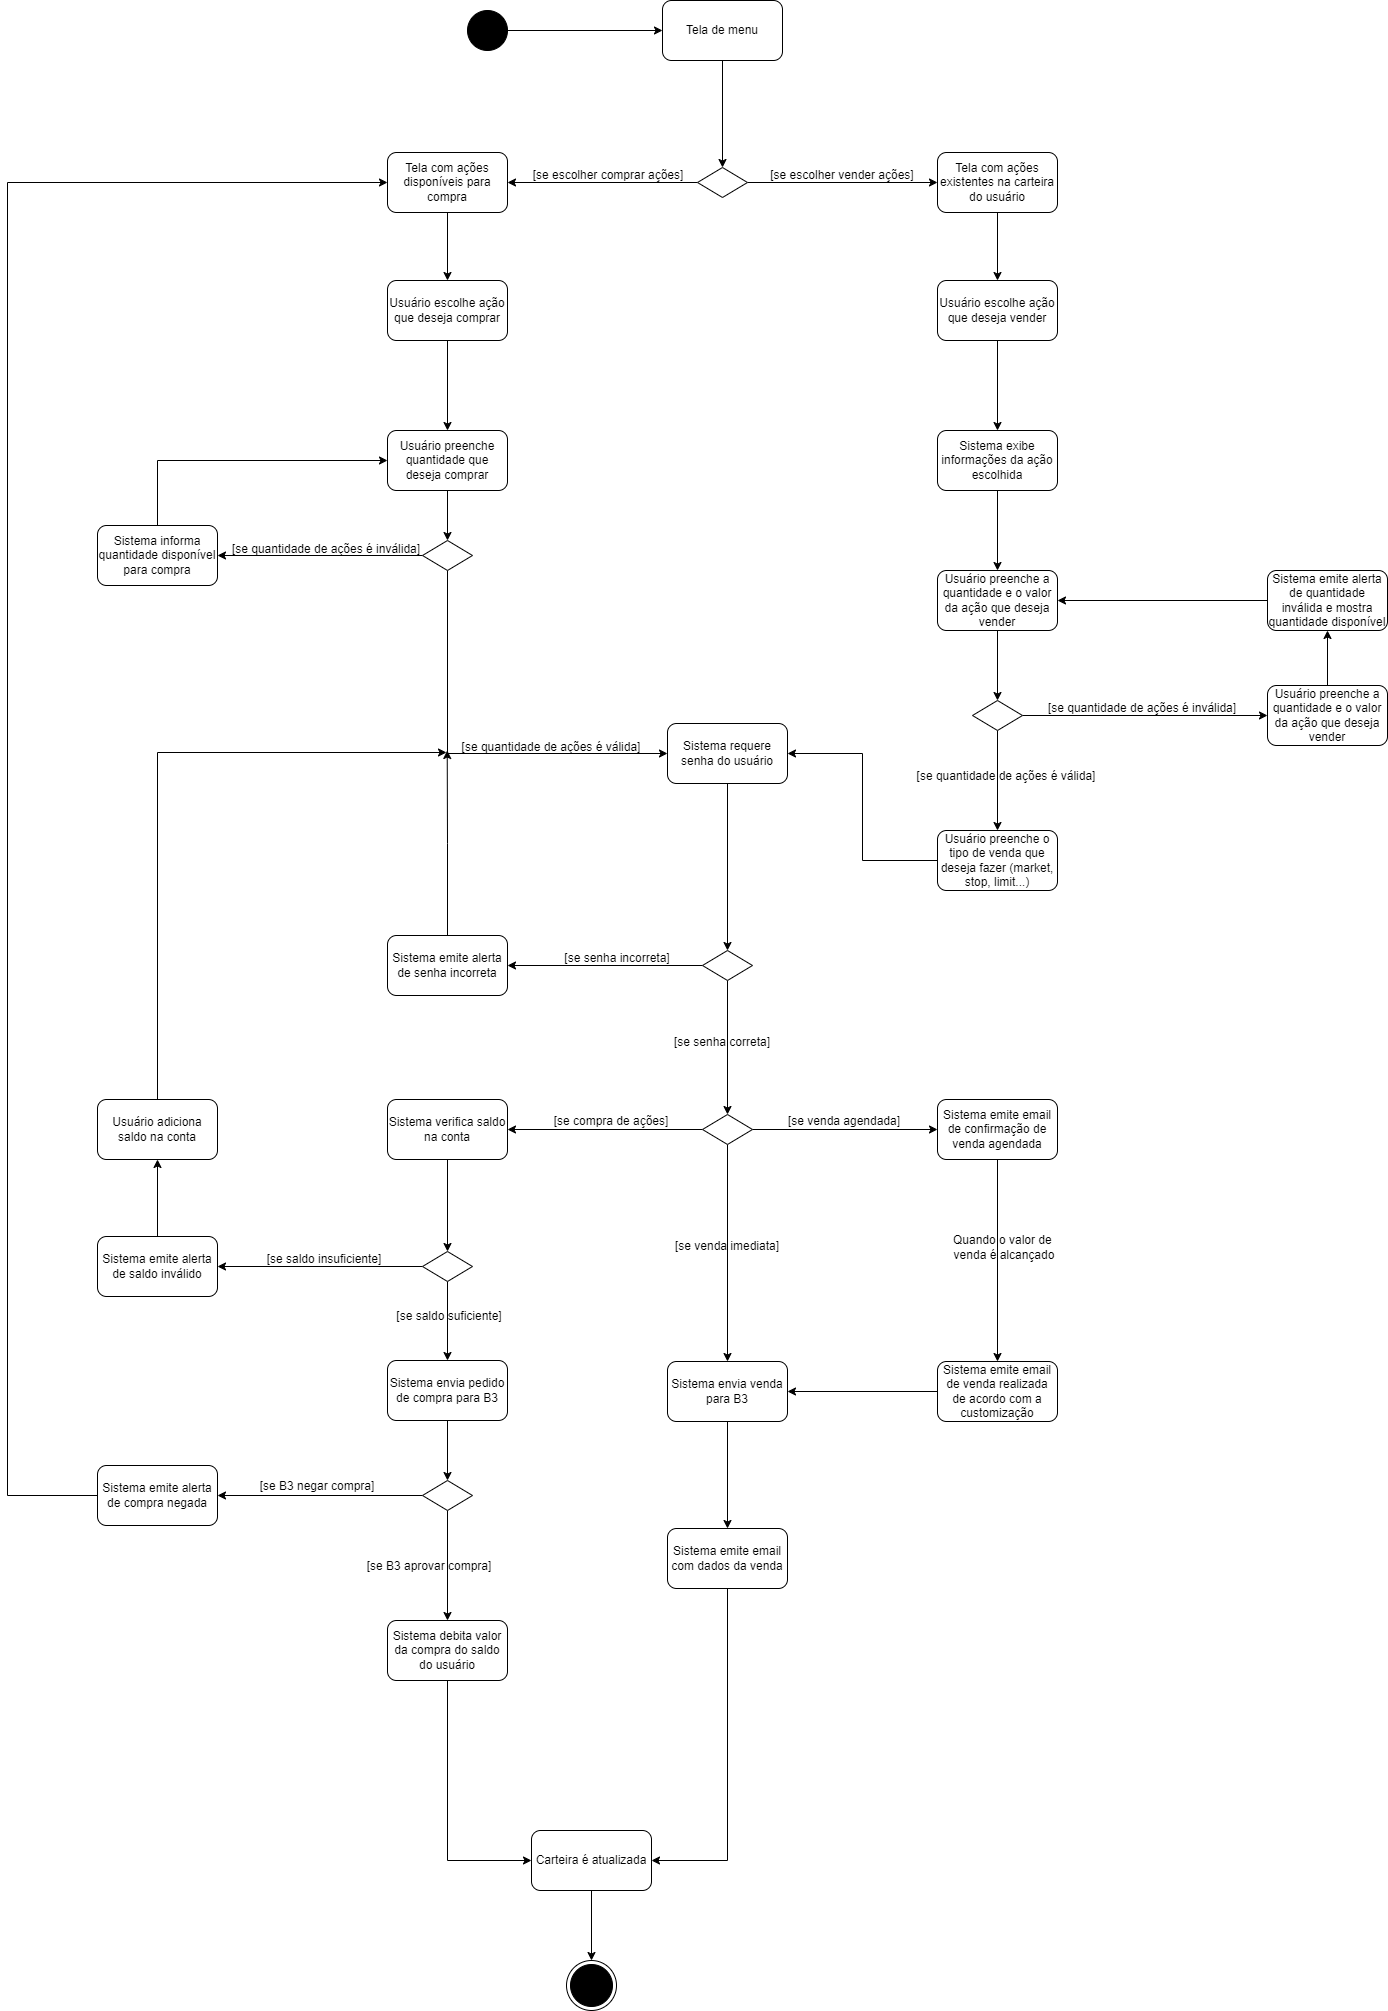 Tela de menu
Tela com ações
disponíveis para
compra
[se escolher comprar ações]
[se escolher vender ações]
Tela com ações
existentes na carteira
do usuário
Usuário escolhe ação
que deseja comprar
Usuário escolhe ação
que deseja vender
Usuário preenche
quantidade que
deseja comprar
Sistema exibe
informações da ação
escolhida
Sistema informa
quantidade disponível
para compra
[se quantidade de ações é inválida]
Usuário preenche a
quantidade e o valor
da ação que deseja
vender
Sistema emite alerta
de quantidade
inválida e mostra
quantidade disponível
[se quantidade de ações é inválida]
Usuário preenche a
quantidade e o valor
da ação que deseja
vender
[se quantidade de ações é válida]
Sistema requere
senha do usuário
[se quantidade de ações é válida]
Usuário preenche o
tipo de venda que
deseja fazer (market,
stop, limit...)
Sistema emite alerta
de senha incorreta
[se senha incorreta]
[se senha correta]
Usuário adiciona
saldo na conta
Sistema verifica saldo
na conta
[se compra de ações]
[se venda agendada]
Sistema emite email
de confirmação de
venda agendada
Sistema emite alerta
de saldo inválido
[se saldo insuficiente]
[se venda imediata]
Quando o valor de
venda é alcançado
[se saldo suficiente]
Sistema envia pedido
de compra para B3
Sistema envia venda
para B3
Sistema emite email
de venda realizada
de acordo com a
customização
Sistema emite alerta
de compra negada
[se B3 negar compra]
[se B3 aprovar compra]
Sistema emite email
com dados da venda
Sistema debita valor
da compra do saldo
do usuário
Carteira é atualizada